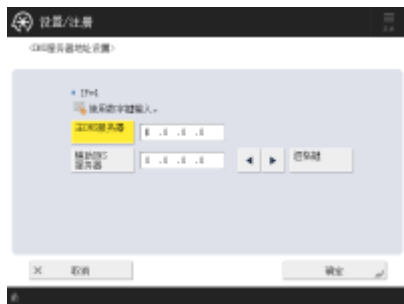 设置/注册
<DNS服务器地址设置>
IPv4
使用数字键输入。
主DNS服务器
0 .0 .0 .0
辅助DNS
服务器
0 .0 .0 .0
退格键
取消
确定